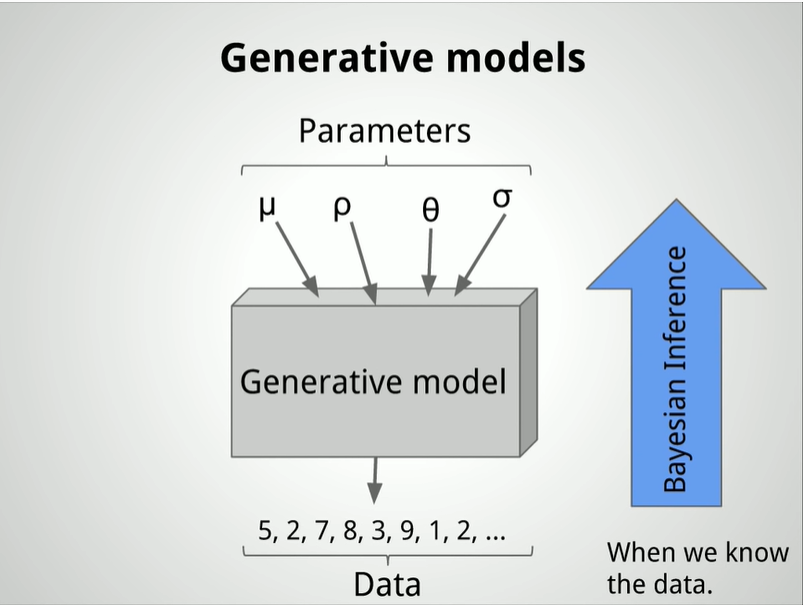 Generative models
Parameters
μ ρ θ σ
Generative model
5, 2, 7, 8, 3, 9, 1, 2, ...
Data
Bayesian Inference
When we know
the data.